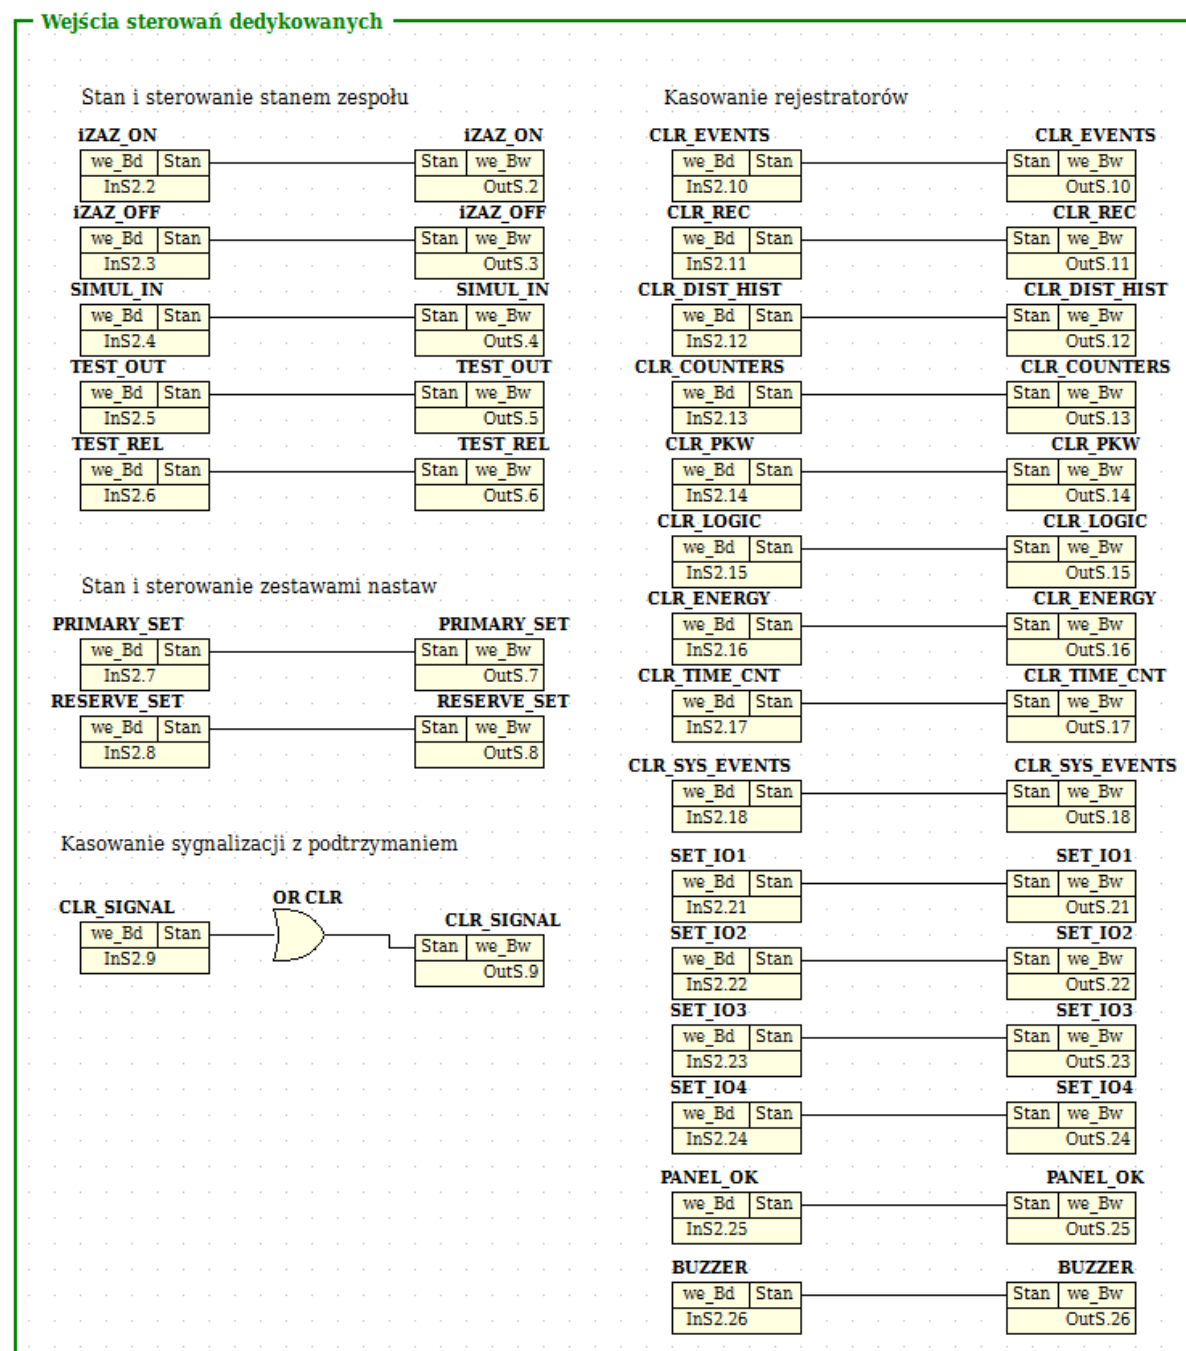 Wejścia sterowań dedykowanych
Stan i sterowanie stanem zespołu
iZAZ_ON iZAZ_ON
we_Bd Stan Stan we_Bw
InS2.2 OutS.2
iZAZ_OFF iZAZ_OFF
we_Bd Stan Stan we_Bw
InS2.3 OutS.3
SIMUL_IN SIMUL_IN
we_Bd Stan Stan we_Bw
InS2.4 OutS.4
TEST_OUT TEST_OUT
we_Bd Stan Stan we_Bw
InS2.5 OutS.5
TEST_REL TEST_REL
we_Bd Stan Stan we_Bw
InS2.6 OutS.6
Stan i sterowanie zestawami nastaw
PRIMARY_SET PRIMARY_SET
we_Bd Stan Stan we_Bw
InS2.7 OutS.7
RESERVE_SET RESERVE_SET
we_Bd Stan Stan we_Bw
InS2.8 OutS.8
Kasowanie sygnalizacji z podtrzymaniem
CLR_SIGNAL OR CLR CLR_SIGNAL
we_Bd Stan Stan we_Bw
InS2.9 OutS.9
Kasowanie rejestratorów
CLR_EVENTS CLR_EVENTS
we_Bd Stan Stan we_Bw
InS2.10 OutS.10
CLR_REC CLR_REC
we_Bd Stan Stan we_Bw
InS2.11 OutS.11
CLR_DIST_HIST CLR_DIST_HIST
we_Bd Stan Stan we_Bw
InS2.12 OutS.12
CLR_COUNTERS CLR_COUNTERS
we_Bd Stan Stan we_Bw
InS2.13 OutS.13
CLR_PKW CLR_PKW
we_Bd Stan Stan we_Bw
InS2.14 OutS.14
CLR_LOGIC CLR_LOGIC
we_Bd Stan Stan we_Bw
InS2.15 OutS.15
CLR_ENERGY CLR_ENERGY
we_Bd Stan Stan we_Bw
InS2.16 OutS.16
CLR_TIME_CNT CLR_TIME_CNT
we_Bd Stan Stan we_Bw
InS2.17 OutS.17
CLR_SYS_EVENTS CLR_SYS_EVENTS
we_Bd Stan Stan we_Bw
InS2.18 OutS.18
SET_IO1 SET_IO1
we_Bd Stan Stan we_Bw
InS2.21 OutS.21
SET_IO2 SET_IO2
we_Bd Stan Stan we_Bw
InS2.22 OutS.22
SET_IO3 SET_IO3
we_Bd Stan Stan we_Bw
InS2.23 OutS.23
SET_IO4 SET_IO4
we_Bd Stan Stan we_Bw
InS2.24 OutS.24
PANEL_OK PANEL_OK
we_Bd Stan Stan we_Bw
InS2.25 OutS.25
BUZZER BUZZER
we_Bd Stan Stan we_Bw
InS2.26 OutS.26